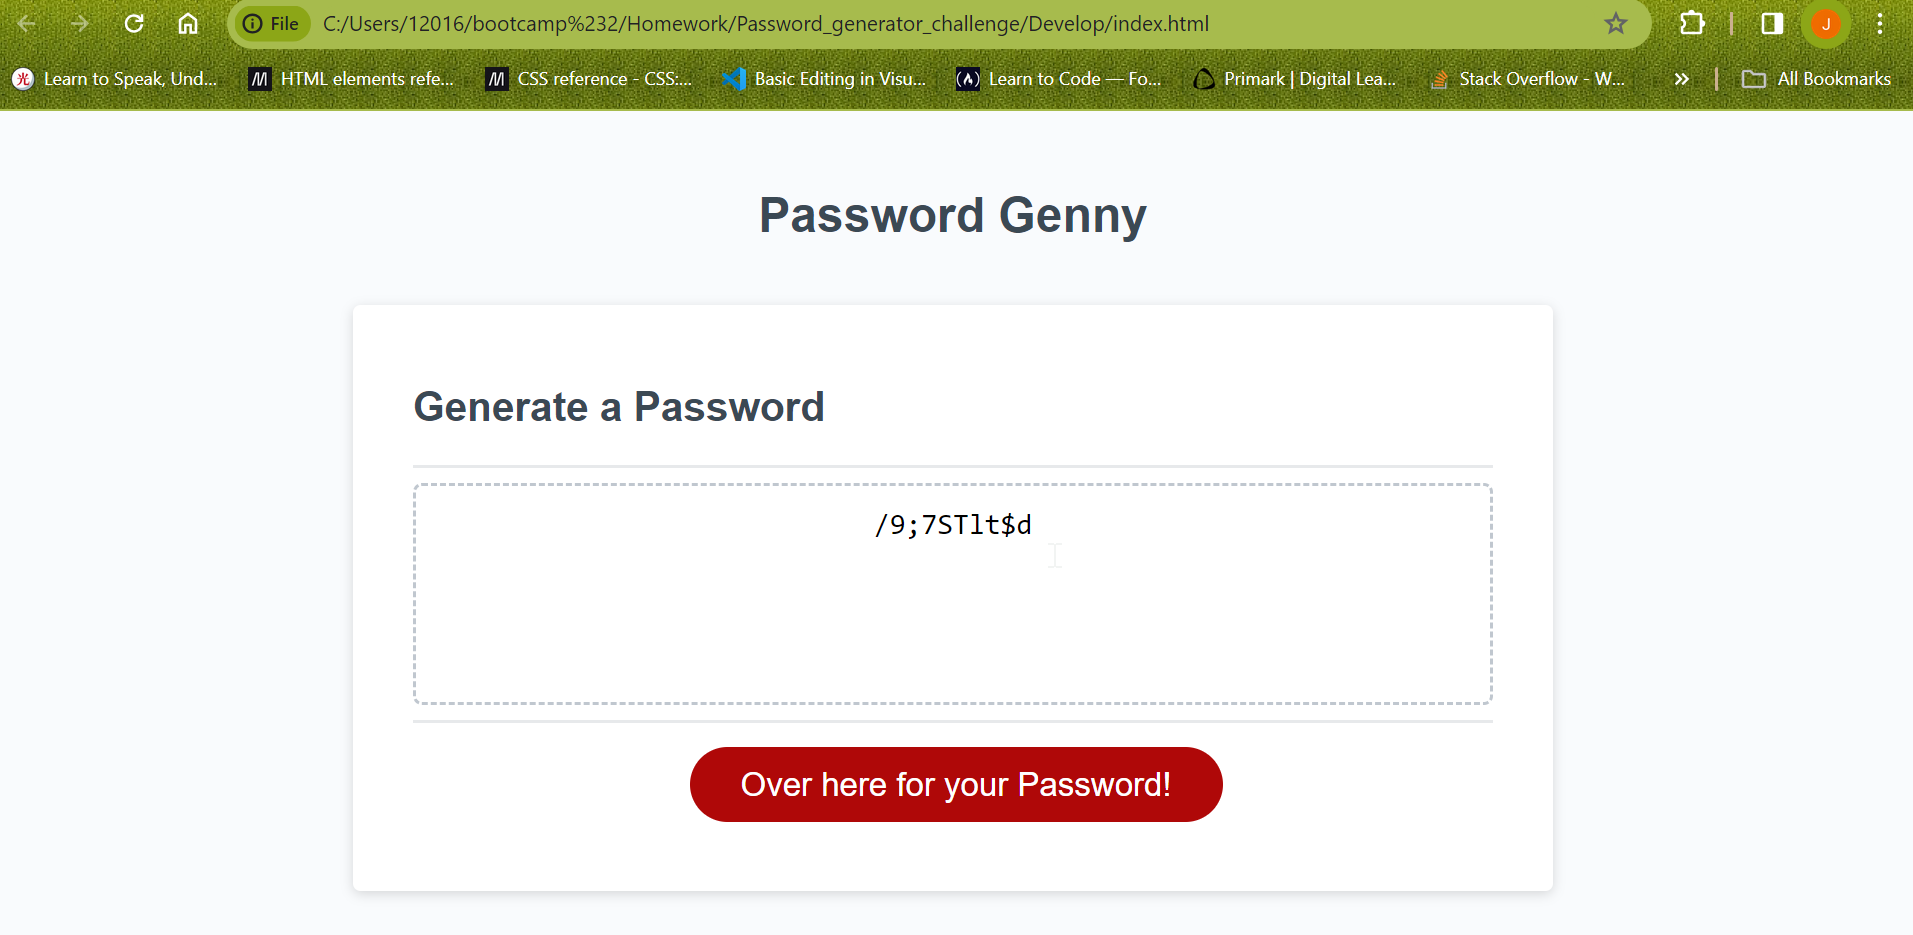 File C:/Users/12016/bootcamp%232/Homework/Password_generator_challenge/Develop/index.html J
光 Learn to Speak, Und... M HTML elements refe... M CSS reference - CSS:... Basic Editing in Visu... Learn to Code — Fo... Primark | Digital Lea... Stack Overflow - W... » All Bookmarks
Password Genny
Generate a Password
/9;7STlt$d
Over here for your Password!